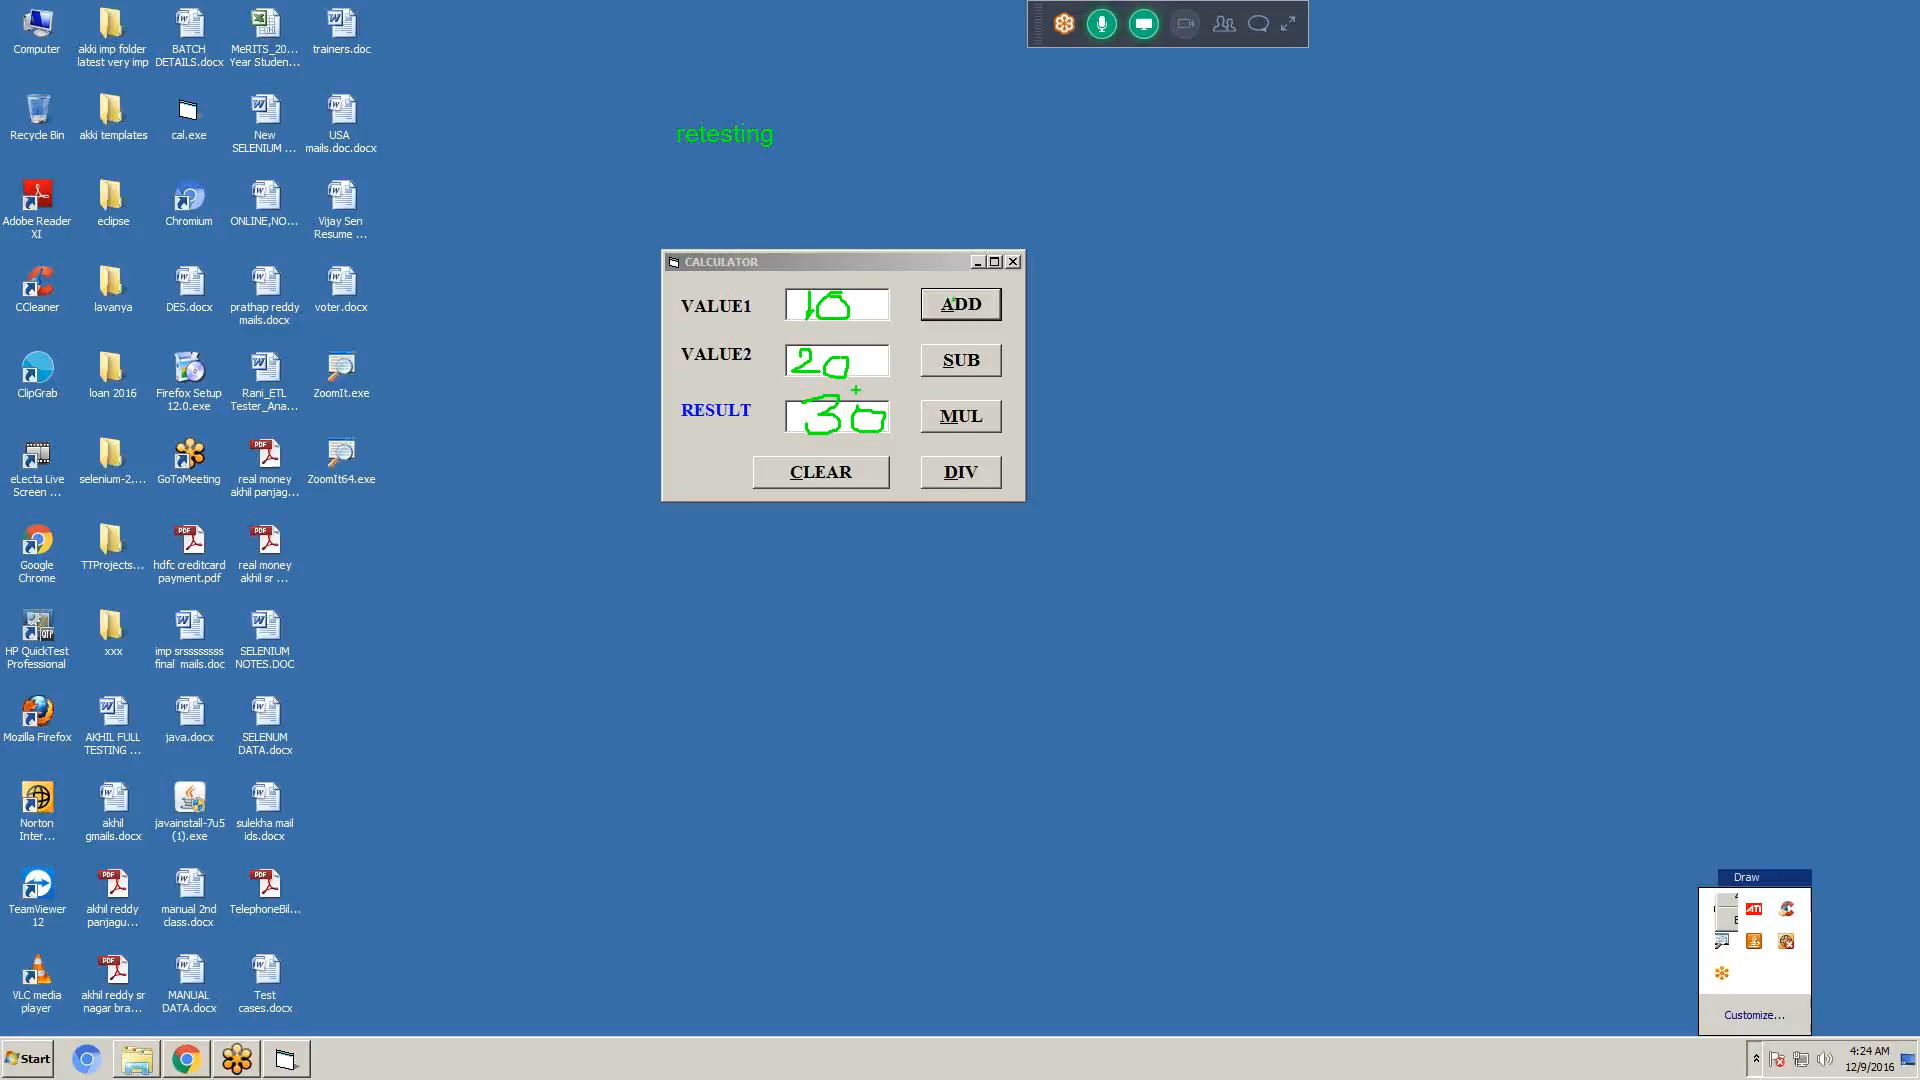 Computer
akki imp folder
latest very imp
BATCH
DETAILS.docx
MeRITS_20...
Year Studen...
trainers.doc
Recycle Bin
akki templates
cal.exe
New
SELENIUM ...
USA
mails.doc.docx
retesting
Adobe Reader
XI
eclipse
Chromium
ONLINE,NO...
Vijay Sen
Resume ...
CALCULATOR
VALUE1
10
ADD
VALUE2
20
SUB
RESULT
30
MUL
CLEAR
DIV
CCleaner
lavanya
DES.docx
prathap reddy
mails.docx
voter.docx
ClipGrab
loan 2016
Firefox Setup
12.0.exe
Rani_ETL
Tester_Ana...
ZoomIt.exe
eLecta Live
Screen ...
selenium-2....
GoToMeeting
real money
akhil panjag...
ZoomIt64.exe
Google
Chrome
TTProjects...
hdfc creditcard
payment.pdf
real money
akhil sr ...
HP QuickTest
Professional
xxx
imp srssssssss
final mails.doc
SELENIUM
NOTES.DOC
Mozilla Firefox
AKHIL FULL
TESTING ...
java.docx
SELENUM
DATA.docx
Norton
Inter...
akhil
gmails.docx
javainstall-7u5
(1).exe
sulekha mail
ids.docx
TeamViewer
12
akhil reddy
panjagu...
manual 2nd
class.docx
TelephoneBil...
VLC media
player
akhil reddy sr
nagar bra...
MANUAL
DATA.docx
Test
cases.docx
Draw
ATI
Customize...
Start
4:24 AM
12/9/2016